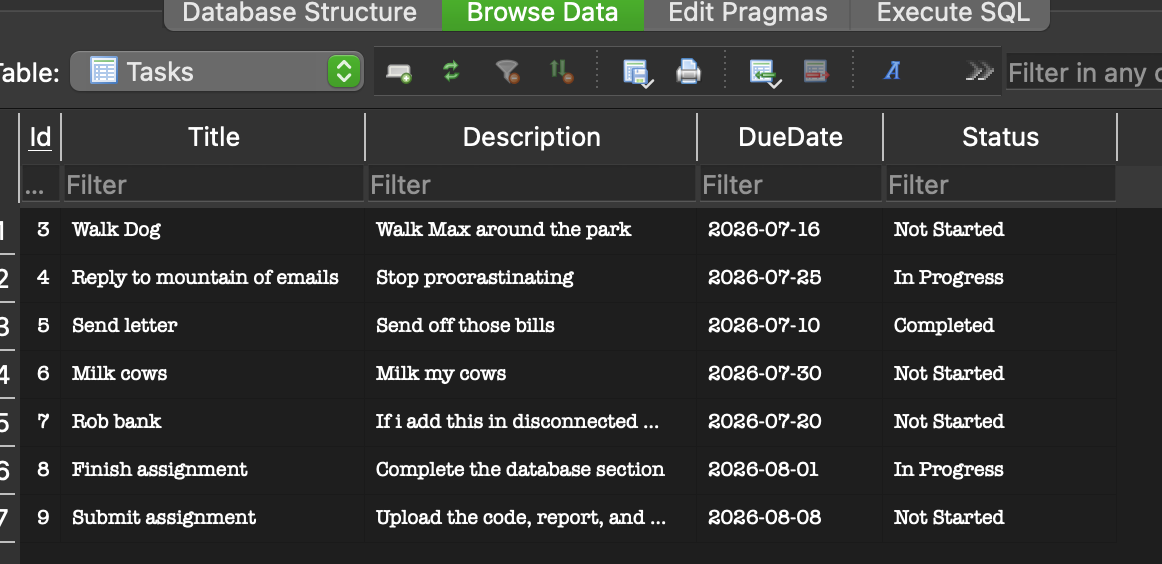 Database Structure Browse Data Edit Pragmas Execute SQL
Table: Tasks Filter in any c
Id Title Description DueDate Status
... Filter Filter Filter Filter
1 3 Walk Dog Walk Max around the park 2026-07-16 Not Started
2 4 Reply to mountain of emails Stop procrastinating 2026-07-25 In Progress
3 5 Send letter Send off those bills 2026-07-10 Completed
4 6 Milk cows Milk my cows 2026-07-30 Not Started
5 7 Rob bank If i add this in disconnected ... 2026-07-20 Not Started
6 8 Finish assignment Complete the database section 2026-08-01 In Progress
7 9 Submit assignment Upload the code, report, and ... 2026-08-08 Not Started